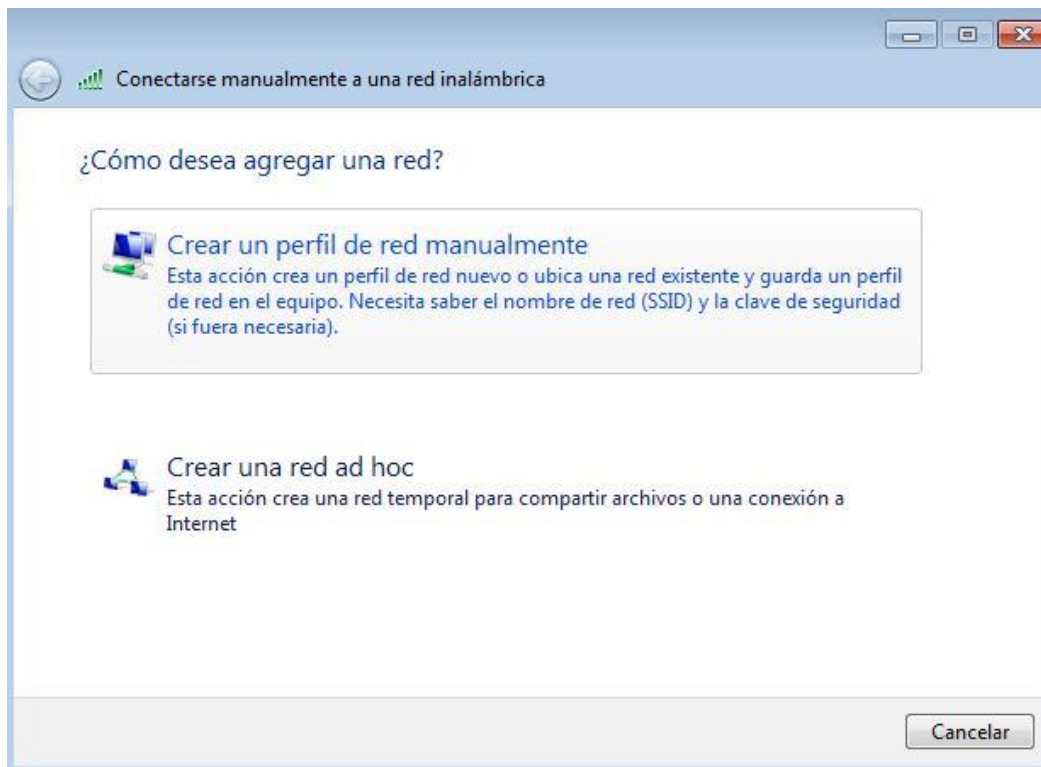 Conectarse manualmente a una red inalámbrica
¿Cómo desea agregar una red?
Crear un perfil de red manualmente
Esta acción crea un perfil de red nuevo o ubica una red existente y guarda un perfil
de red en el equipo. Necesita saber el nombre de red (SSID) y la clave de seguridad
(si fuera necesaria).
Crear una red ad hoc
Esta acción crea una red temporal para compartir archivos o una conexión a
Internet
Cancelar